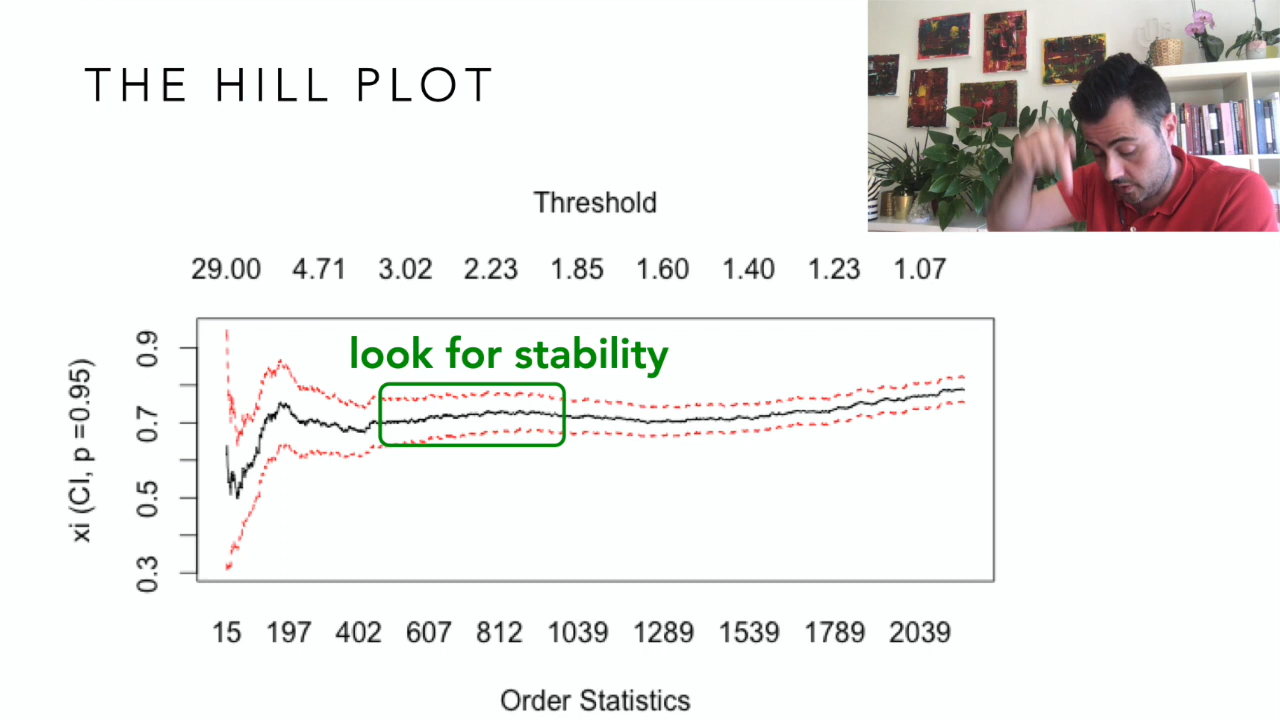 THE HILL PLOT
Threshold
29.00 4.71 3.02 2.23 1.85 1.60 1.40 1.23 1.07
look for stability
xi (CI, p =0.95)
0.9
0.7
0.5
0.3
15 197 402 607 812 1039 1289 1539 1789 2039
Order Statistics